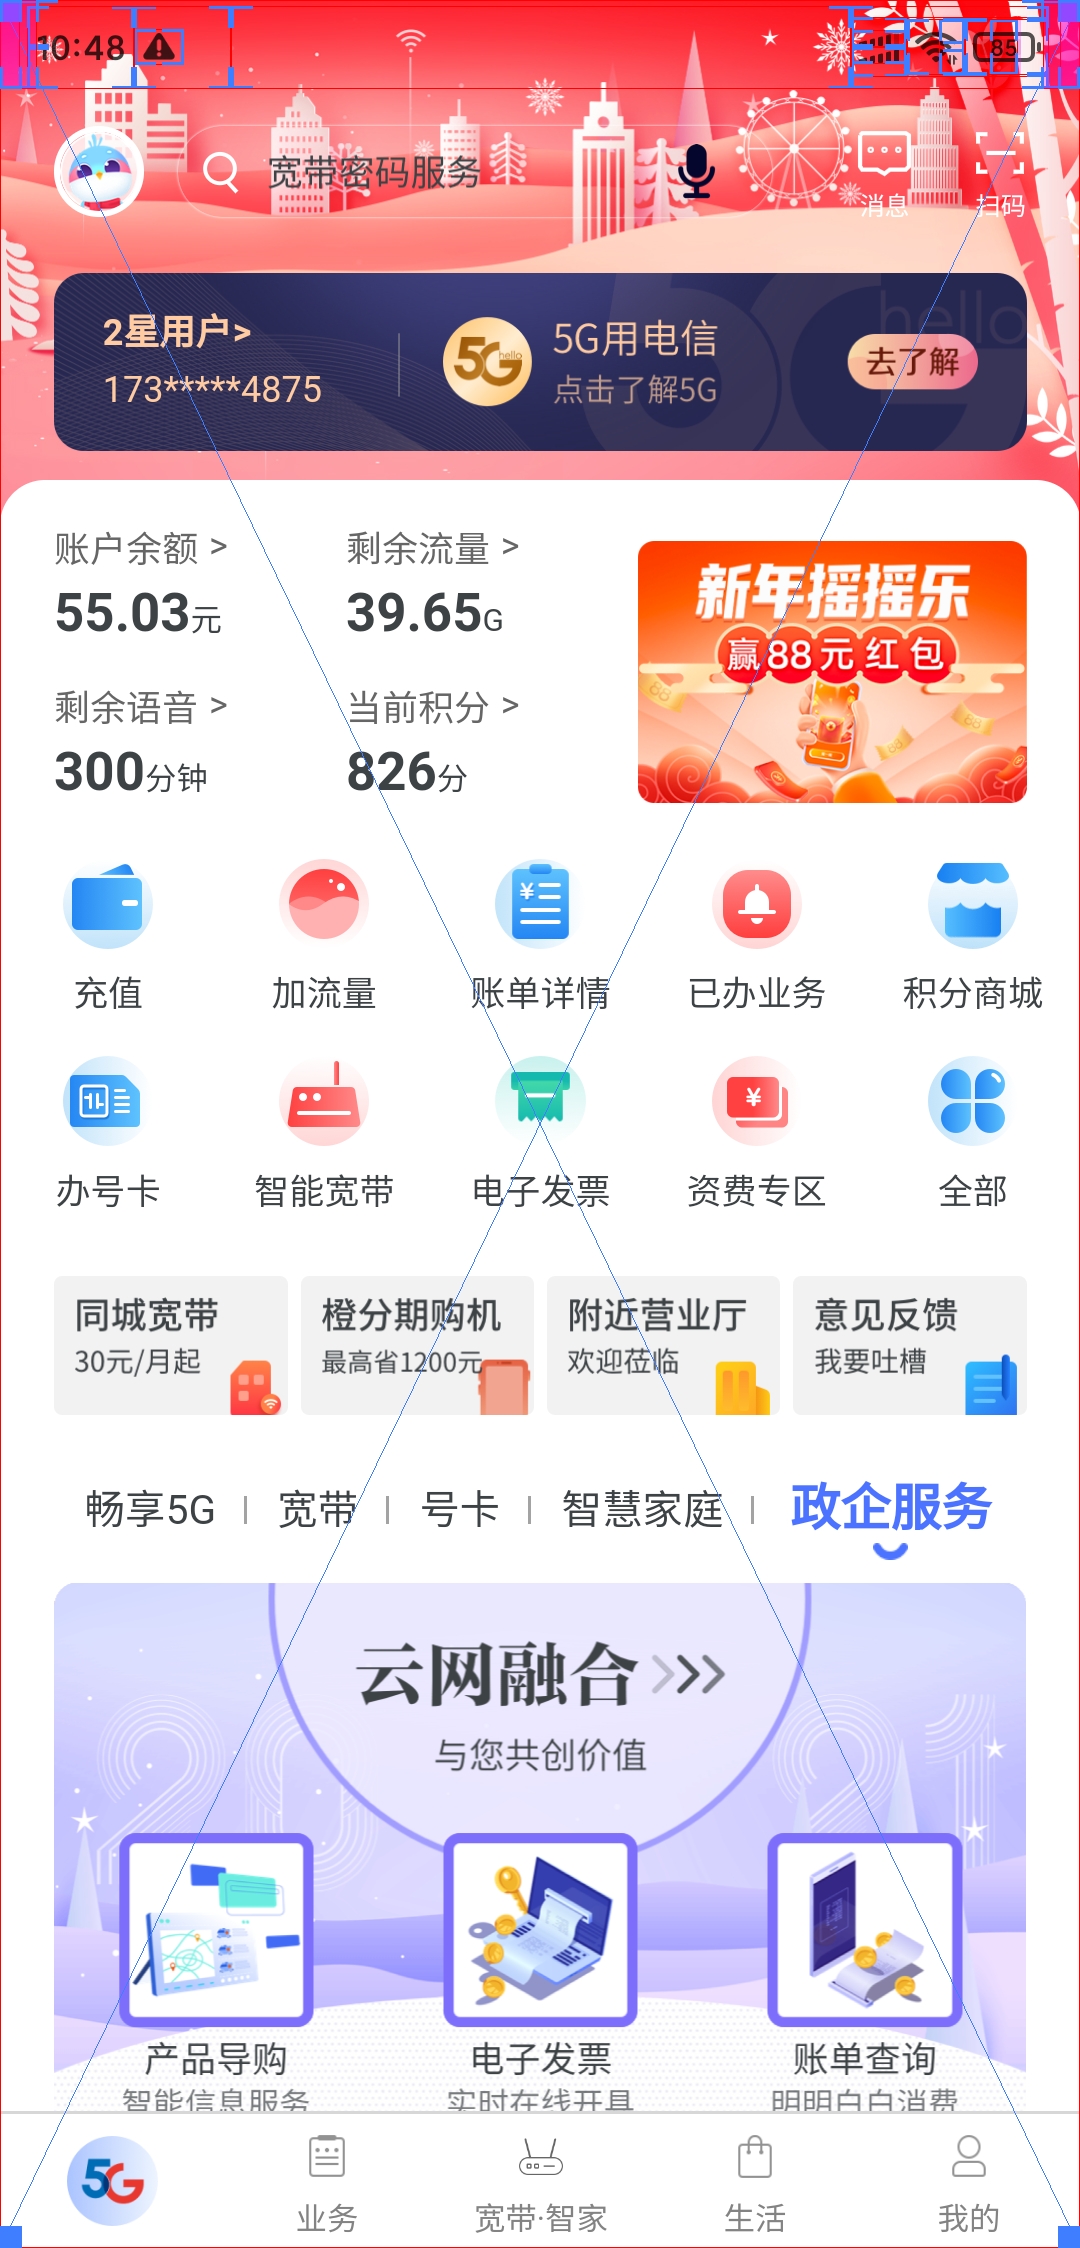 10:48
85
宽带密码服务
消息
扫码
2星用户>
173*****4875
5G hello
5G用电信
点击了解5G
hello
去了解
账户余额 >
55.03元
剩余流量 >
39.65G
剩余语音 >
300分钟
当前积分 >
826分
新年摇摇乐
赢88元红包
充值
加流量
账单详情
已办业务
积分商城
办号卡
智能宽带
电子发票
资费专区
全部
同城宽带
30元/月起
橙分期购机
最高省1200元
附近营业厅
欢迎莅临
意见反馈
我要吐槽
畅享5G
宽带
号卡
智慧家庭
政企服务
云网融合
与您共创价值
2021
产品导购
智能信息服务
电子发票
实时在线开具
账单查询
明明白白消费
5G
业务
宽带·智家
生活
我的